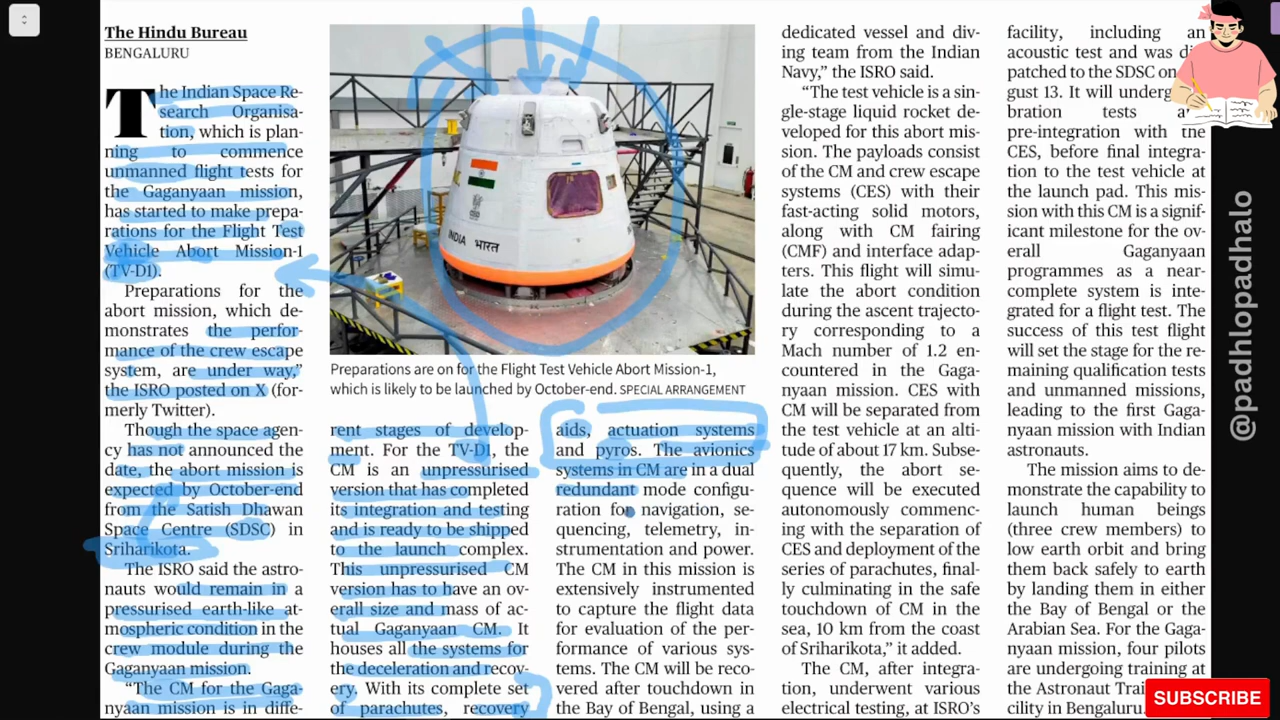 The Hindu Bureau
BENGALURU
The Indian Space Re-
search Organisa-
tion, which is plan-
ning to commence
unmanned flight tests for
the Gaganyaan mission,
has started to make prepa-
rations for the Flight Test
Vehicle Abort Mission-1
(TV-D1).
Preparations for the
abort mission, which de-
monstrates the perfor-
mance of the crew escape
system, are under way,"
the ISRO posted on X (for-
merly Twitter).
Though the space agen-
cy has not announced the
date, the abort mission is
expected by October-end
from the Satish Dhawan
Space Centre (SDSC) in
Sriharikota.
The ISRO said the astro-
nauts would remain in a
pressurised earth-like at-
mospheric condition in the
crew module during the
Gaganyaan mission.
"The CM for the Gaga-
nyaan mission is in diffe-
INDIA भारत
Preparations are on for the Flight Test Vehicle Abort Mission-1,
which is likely to be launched by October-end. SPECIAL ARRANGEMENT
rent stages of develop-
ment. For the TV-D1, the
CM is an unpressurised
version that has completed
its integration and testing
and is ready to be shipped
to the launch complex.
This unpressurised CM
version has to have an ov-
erall size and mass of ac-
tual Gaganyaan CM. It
houses all the systems for
the deceleration and recov-
ery. With its complete set
of parachutes, recovery
aids, actuation systems
and pyros. The avionics
systems in CM are in a dual
redundant mode configu-
ration for navigation, se-
quencing, telemetry, in-
strumentation and power.
The CM in this mission is
extensively instrumented
to capture the flight data
for evaluation of the per-
formance of various sys-
tems. The CM will be reco-
vered after touchdown in
the Bay of Bengal, using a
dedicated vessel and div-
ing team from the Indian
Navy," the ISRO said.
"The test vehicle is a sin-
gle-stage liquid rocket de-
veloped for this abort mis-
sion. The payloads consist
of the CM and crew escape
systems (CES) with their
fast-acting solid motors,
along with CM fairing
(CMF) and interface adap-
ters. This flight will simu-
late the abort condition
during the ascent trajecto-
ry corresponding to a
Mach number of 1.2 en-
countered in the Gaga-
nyaan mission. CES with
CM will be separated from
the test vehicle at an alti-
tude of about 17 km. Subse-
quently, the abort se-
quence will be executed
autonomously commenc-
ing with the separation of
CES and deployment of the
series of parachutes, final-
ly culminating in the safe
touchdown of CM in the
sea, 10 km from the coast
of Sriharikota," it added.
The CM, after integra-
tion, underwent various
electrical testing, at ISRO's
facility, including an
acoustic test and was
patched to the SDSC on
gust 13. It will
bration tests
pre-integration with the
CES, before final integra-
tion to the test vehicle at
the launch pad. This mis-
sion with this CM is a signif-
icant milestone for the ov-
erall Gaganyaan
programmes as a near-
complete system is inte-
grated for a flight test. The
success of this test flight
will set the stage for the re-
maining qualification tests
and unmanned missions,
leading to the first Gaga-
nyaan mission with Indian
astronauts.
The mission aims to de-
monstrate the capability to
launch human beings
(three crew members) to
low earth orbit and bring
them back safely to earth
by landing them in either
the Bay of Bengal or the
Arabian Sea. For the Gaga-
nyaan mission, four pilots
are undergoing training at
the Astronaut
cility in Bengaluru.
@padhlopadhalo
SUBSCRIBE